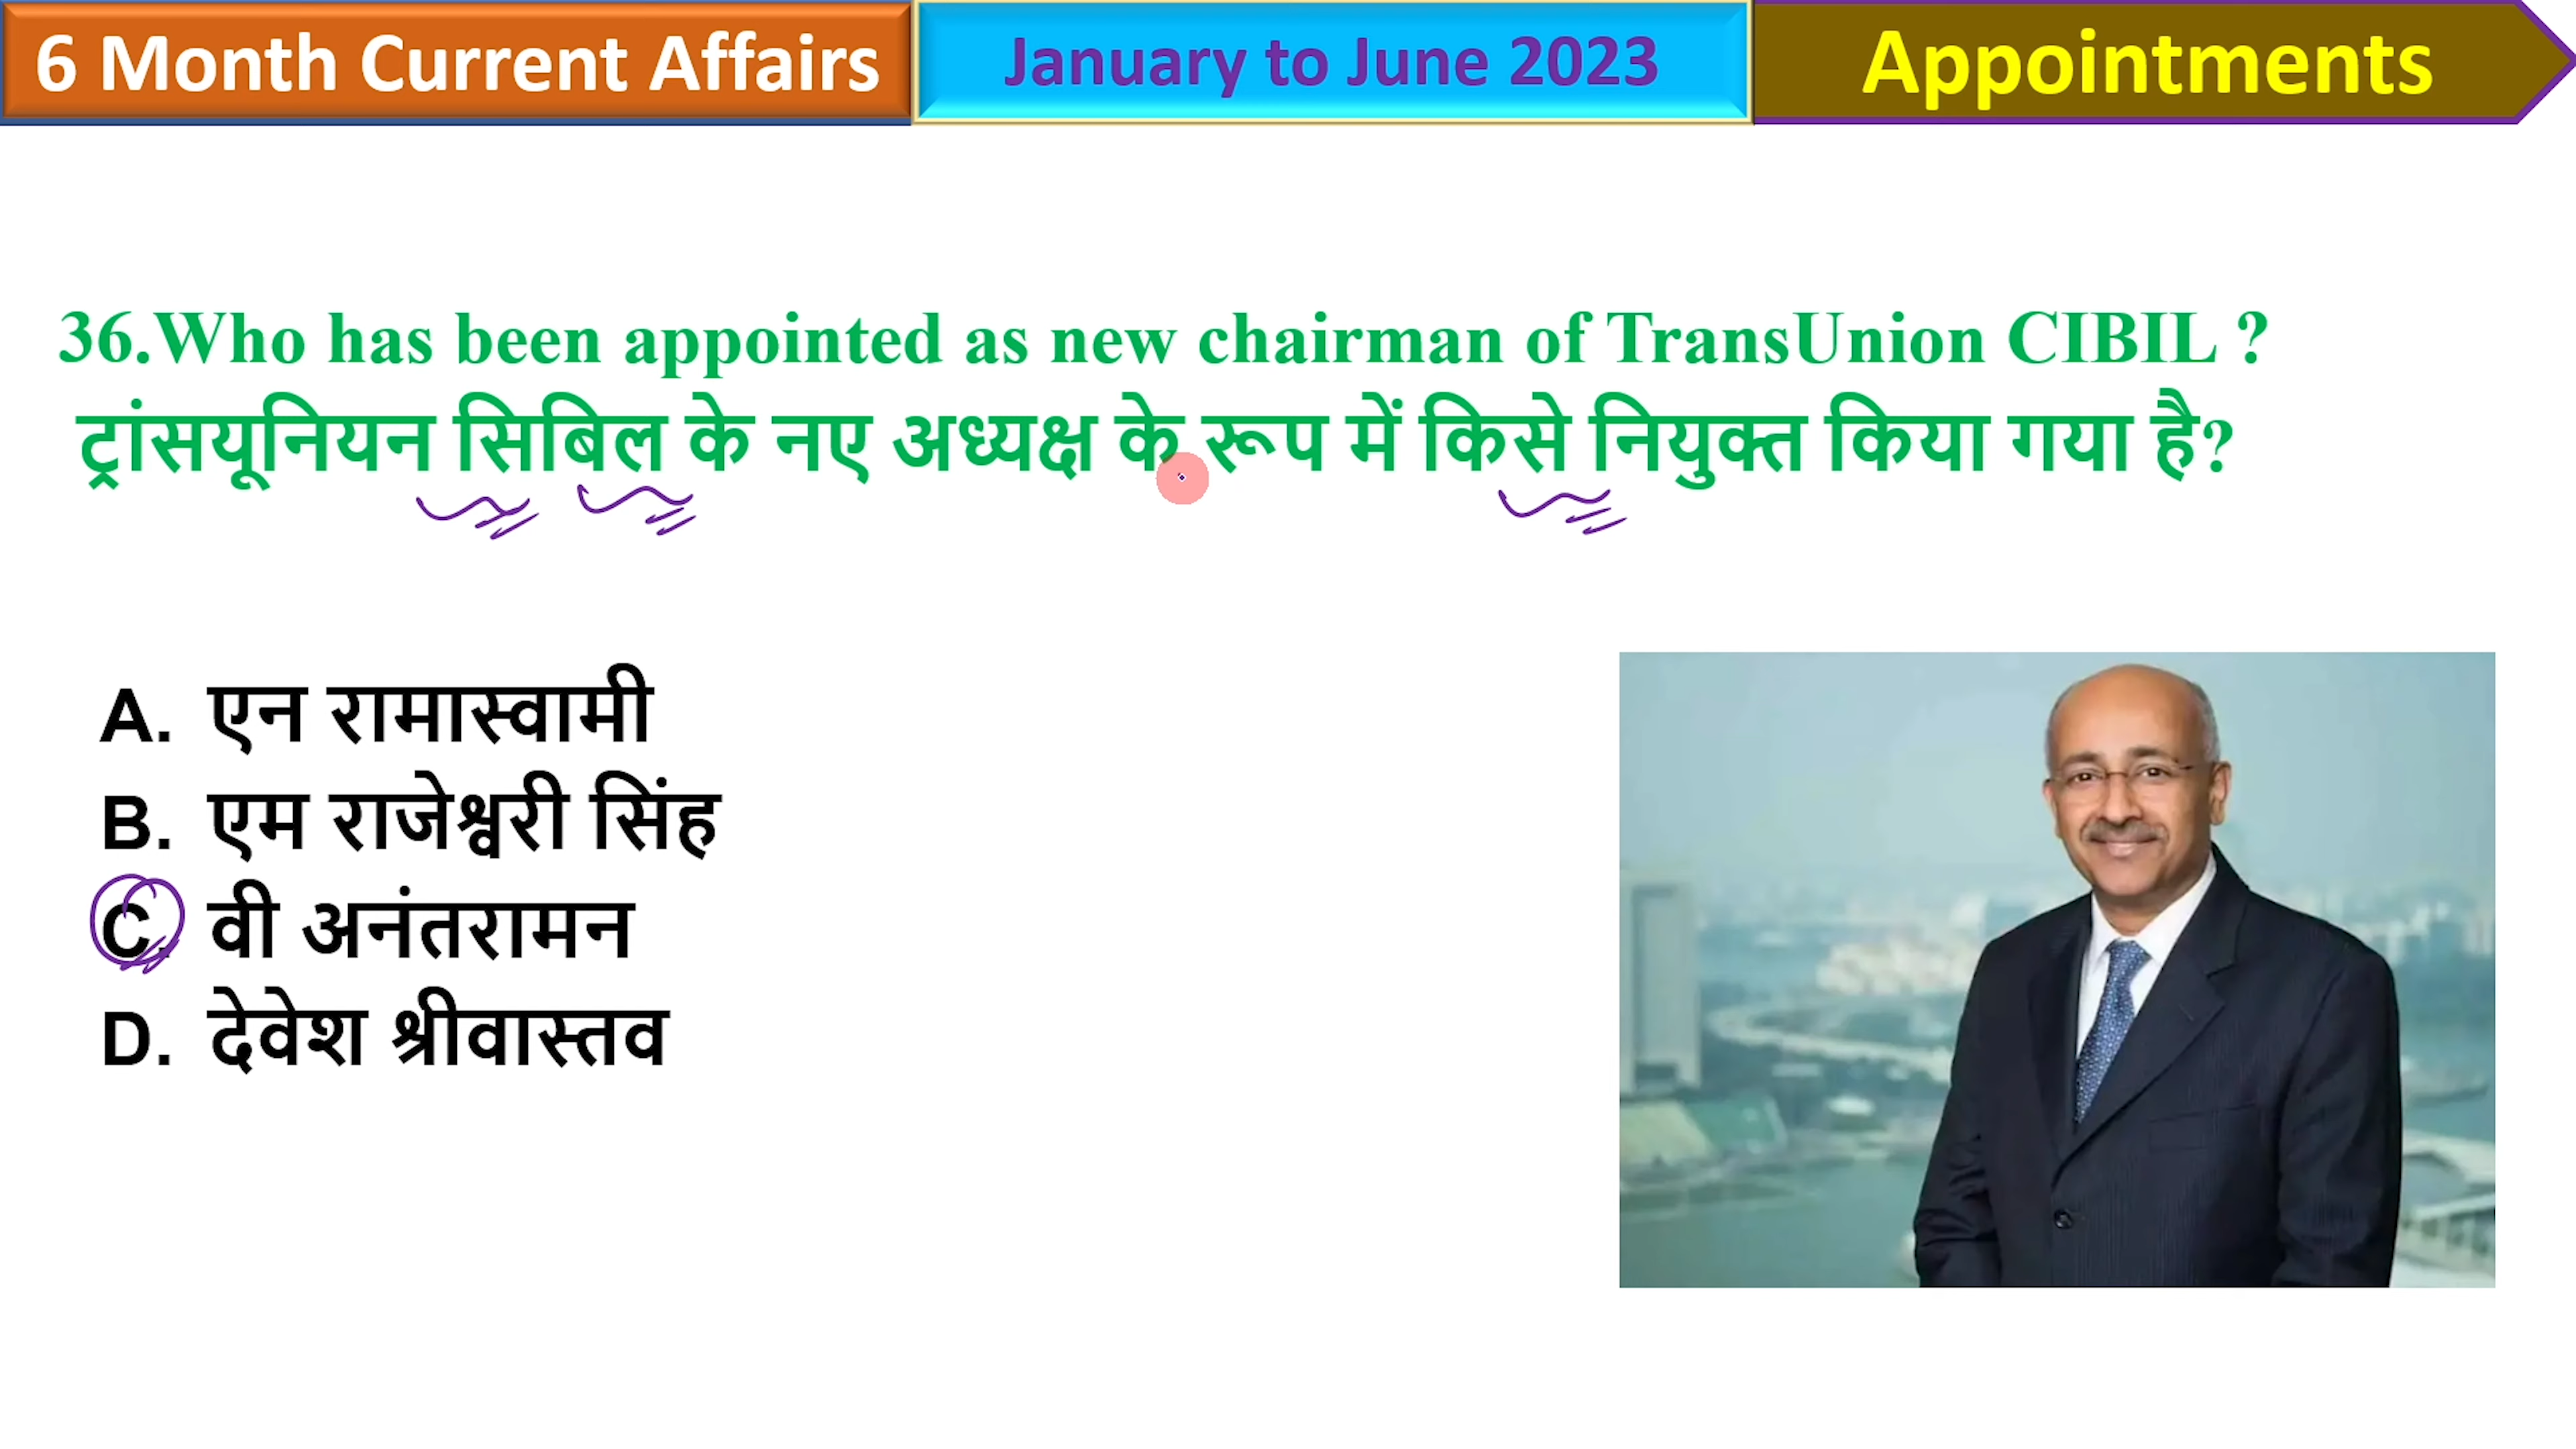 6 Month Current Affairs
January to June 2023
Appointments
36.Who has been appointed as new chairman of TransUnion CIBIL ?
ट्रांसयूनियन सिबिल के नए अध्यक्ष के रूप में किसे नियुक्त किया गया है?
A. एन रामास्वामी
B. एम राजेश्वरी सिंह
C. वी अनंतरामन
D. देवेश श्रीवास्तव